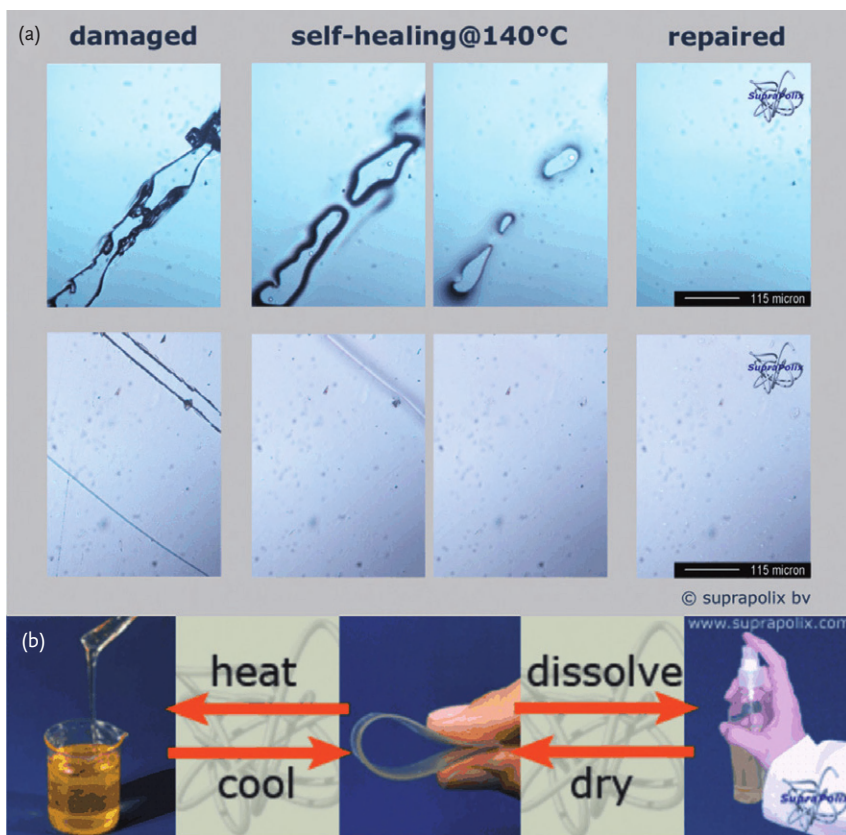 (a)
damaged
self-healing@140°C
repaired
SupraPolix
115 micron
SupraPolix
115 micron
© suprapolix bv
(b)
www.suprapolix.com
heat
dissolve
cool
dry
SupraPolix